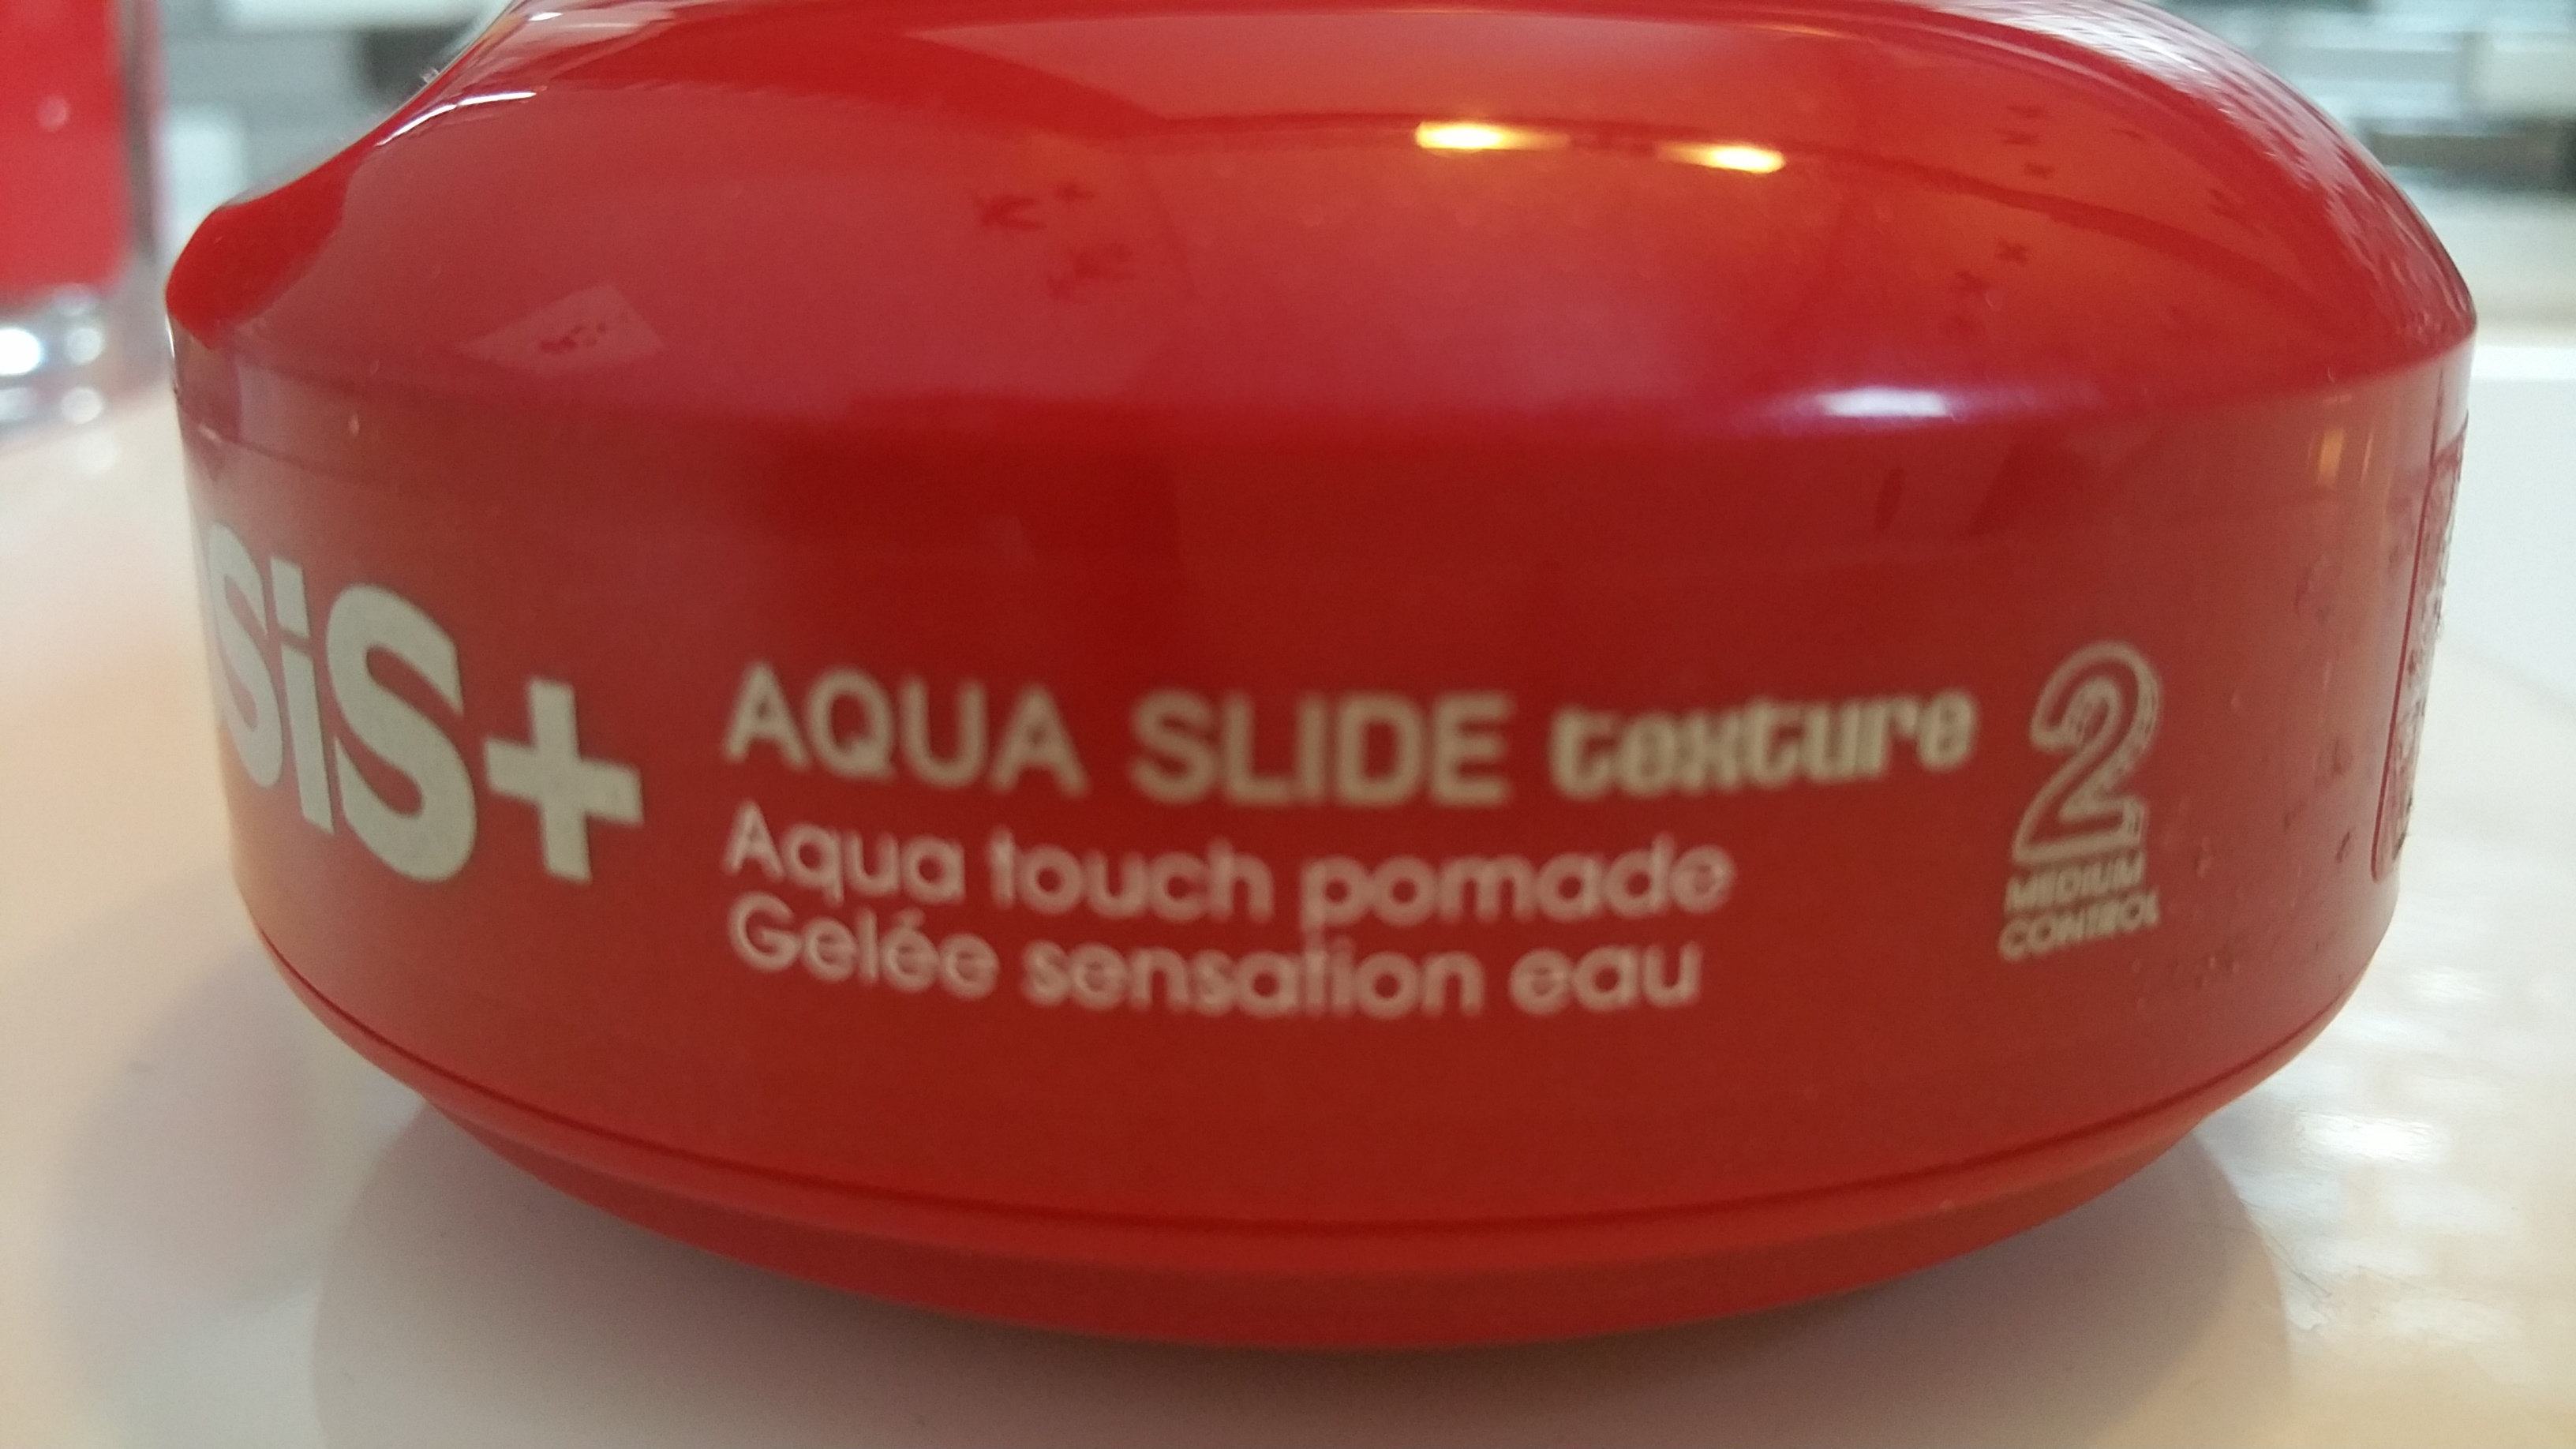 SiS+
AQUA SLIDE texture
Aqua touch pomade
Gelée sensation eau
2
MEDIUM
CONTROL